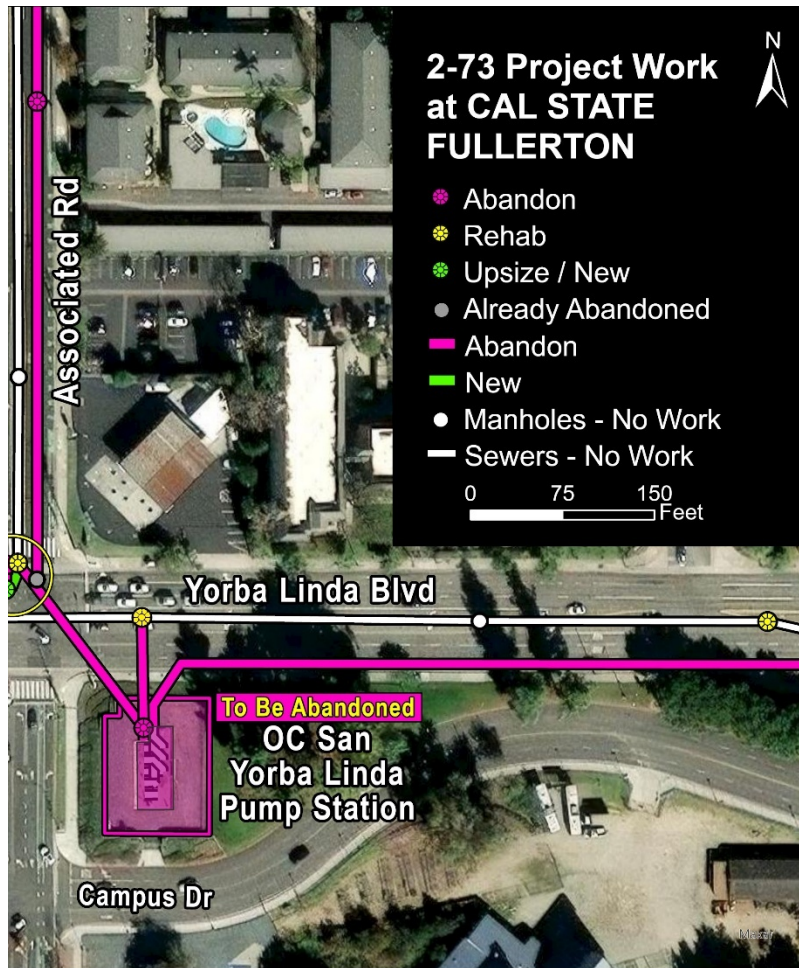 2-73 Project Work
at CAL STATE
FULLERTON
N
Abandon
Rehab
Upsize / New
Already Abandoned
Abandon
New
Manholes - No Work
Sewers - No Work
0 75 150
Feet
Associated Rd
Yorba Linda Blvd
To Be Abandoned
OC San
Yorba Linda
Pump Station
Campus Dr
Maxar